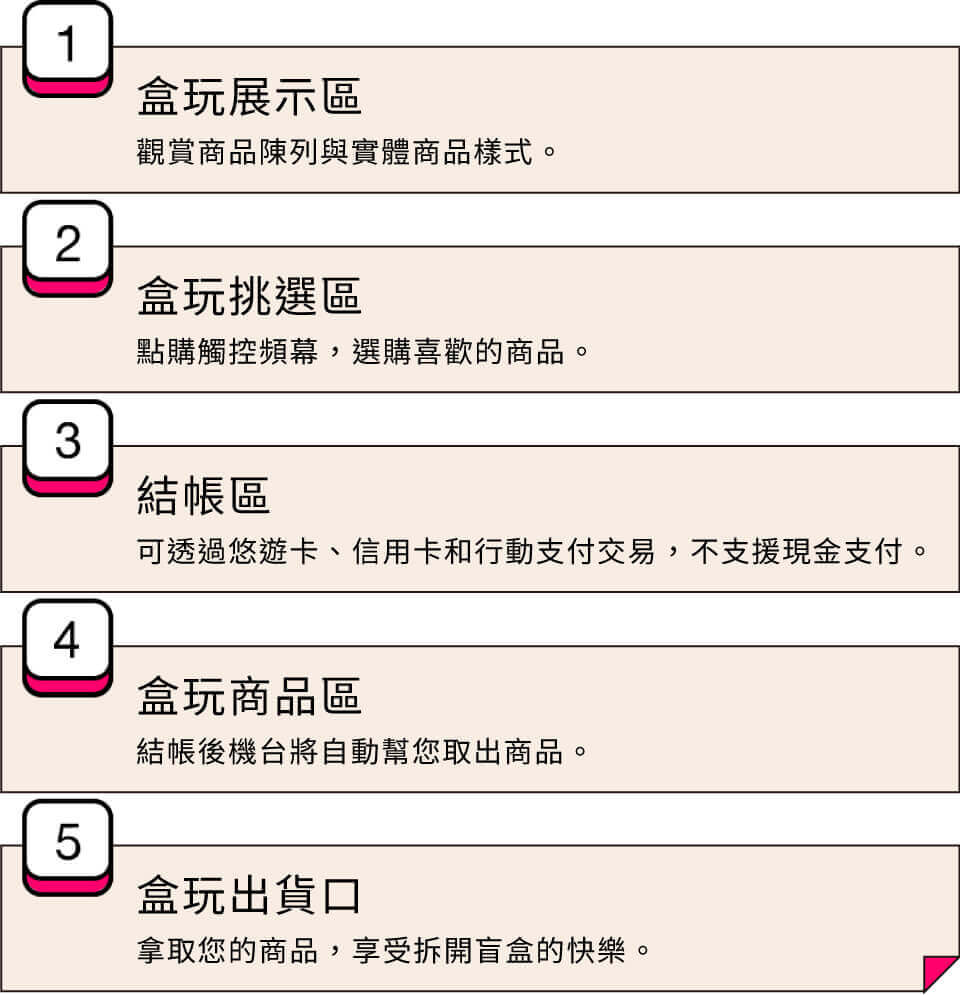 1
盒玩展示區
觀賞商品陳列與實體商品樣式。
2
盒玩挑選區
點購觸控頻幕，選購喜歡的商品。
3
結帳區
可透過悠遊卡、信用卡和行動支付交易，不支援現金支付。
4
盒玩商品區
結帳後機台將自動幫您取出商品。
5
盒玩出貨口
拿取您的商品，享受拆開盲盒的快樂。